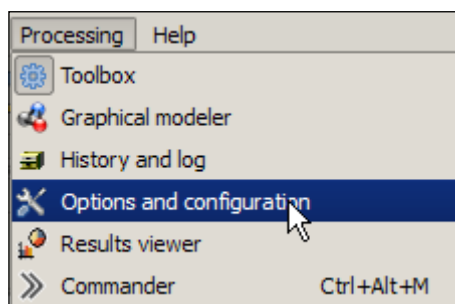 Processing Help
Toolbox
Graphical modeler
History and log
Options and configuration
Results viewer
Commander Ctrl+Alt+M